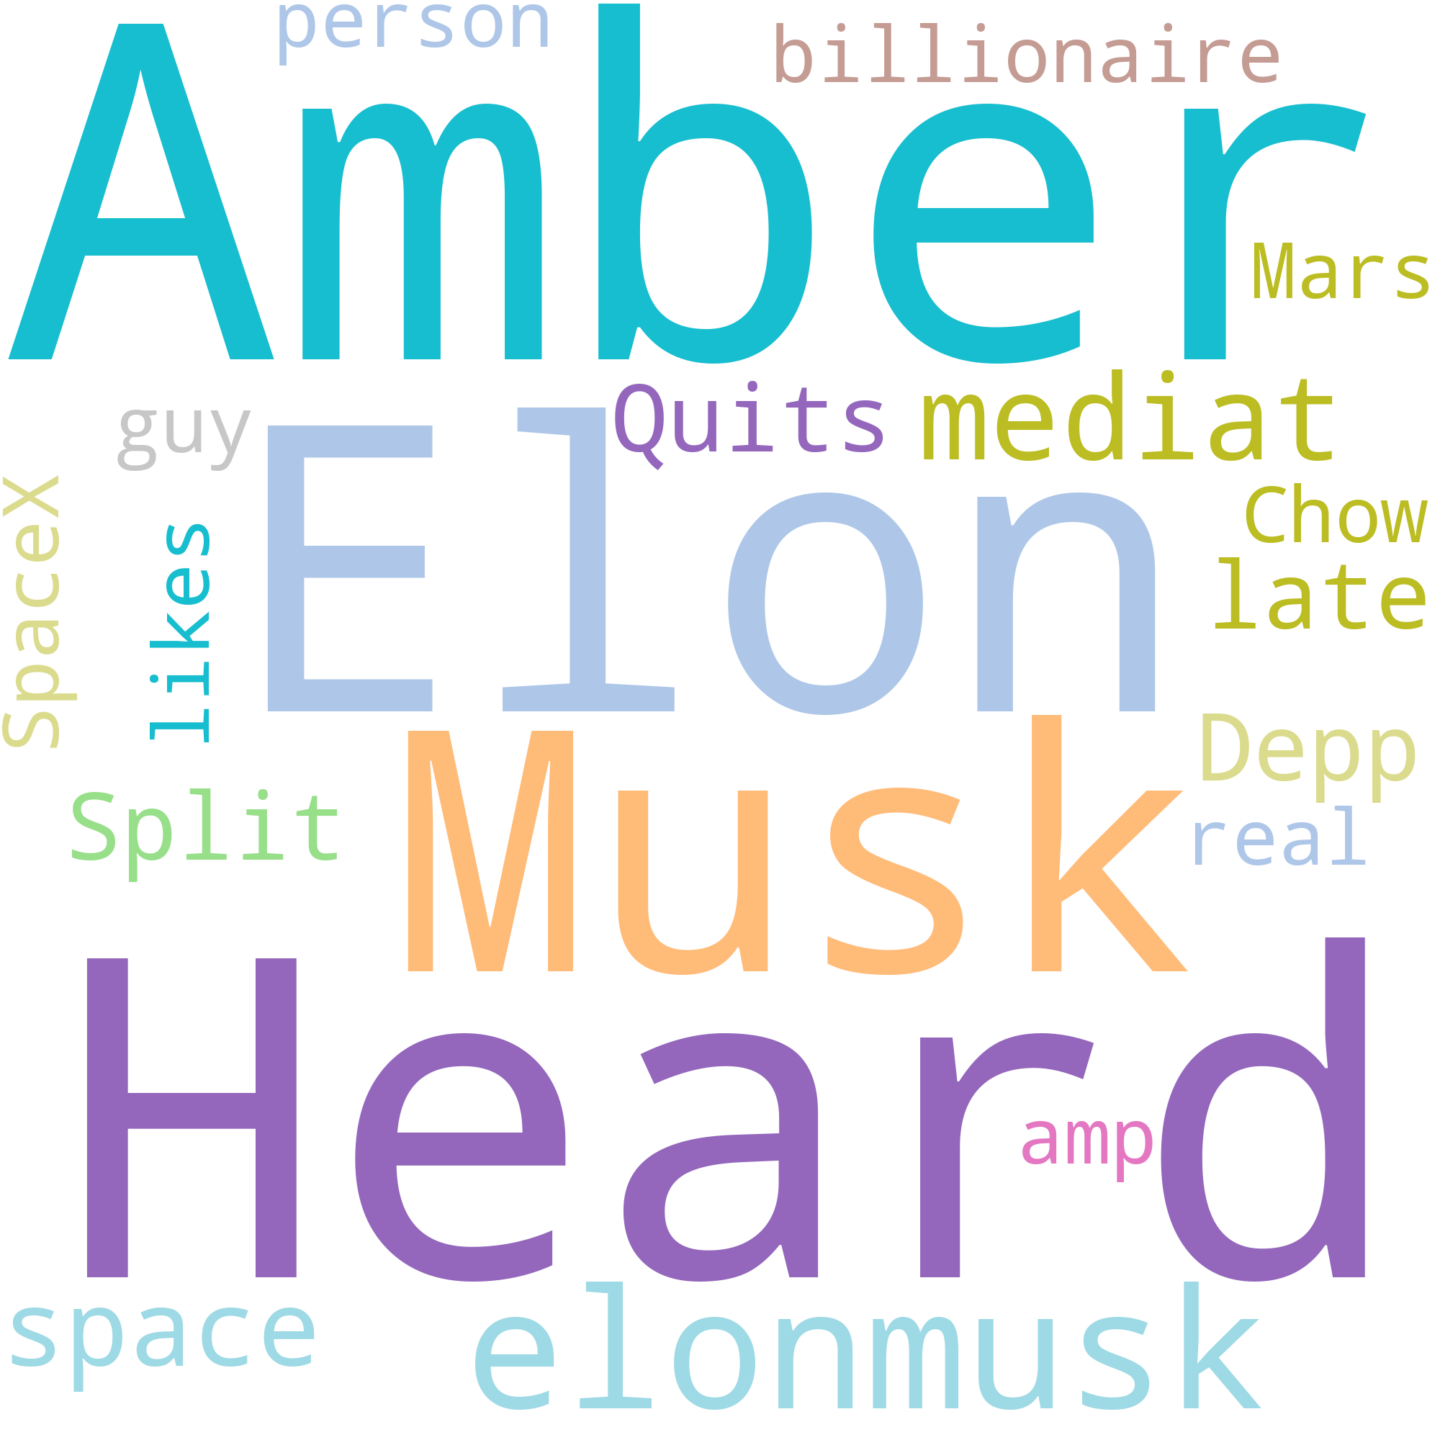 person
billionaire
Amber
Mars
guy
Quits
mediat
Elon
SpaceX
likes
Chow
late
Musk
Depp
Split
real
Heard
amp
space
elonmusk